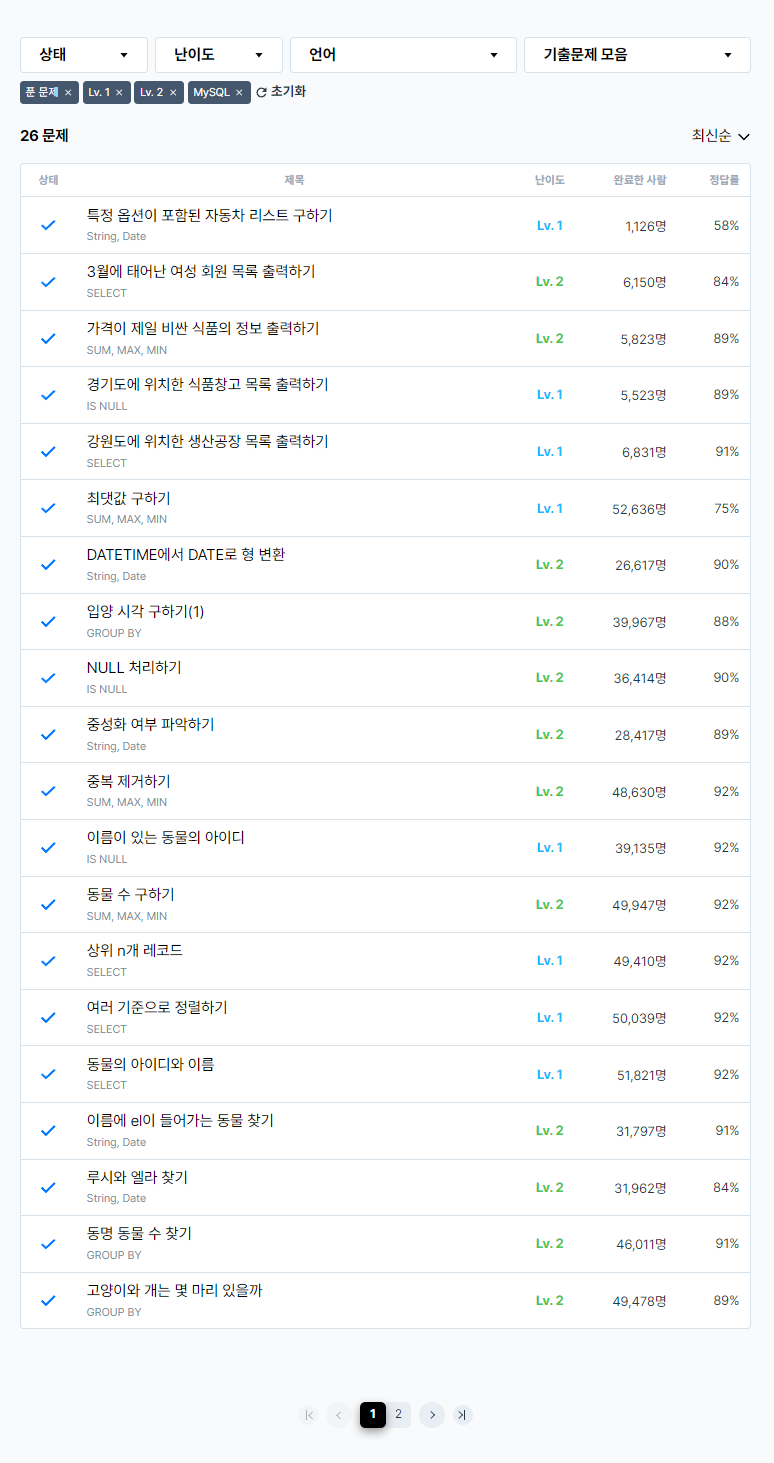 상태 난이도 언어 기출문제 모음
푼 문제 × Lv. 1 × Lv. 2 × MySQL × 초기화
26 문제 최신순
상태 제목 난이도 완료한 사람 정답률
특정 옵션이 포함된 자동차 리스트 구하기 Lv. 1 1,126명 58%
String, Date
3월에 태어난 여성 회원 목록 출력하기 Lv. 2 6,150명 84%
SELECT
가격이 제일 비싼 식품의 정보 출력하기 Lv. 2 5,823명 89%
SUM, MAX, MIN
경기도에 위치한 식품창고 목록 출력하기 Lv. 1 5,523명 89%
IS NULL
강원도에 위치한 생산공장 목록 출력하기 Lv. 1 6,831명 91%
SELECT
최댓값 구하기 Lv. 1 52,636명 75%
SUM, MAX, MIN
DATETIME에서 DATE로 형 변환 Lv. 2 26,617명 90%
String, Date
입양 시각 구하기(1) Lv. 2 39,967명 88%
GROUP BY
NULL 처리하기 Lv. 2 36,414명 90%
IS NULL
중성화 여부 파악하기 Lv. 2 28,417명 89%
String, Date
중복 제거하기 Lv. 2 48,630명 92%
SUM, MAX, MIN
이름이 있는 동물의 아이디 Lv. 1 39,135명 92%
IS NULL
동물 수 구하기 Lv. 2 49,947명 92%
SUM, MAX, MIN
상위 n개 레코드 Lv. 1 49,410명 92%
SELECT
여러 기준으로 정렬하기 Lv. 1 50,039명 92%
SELECT
동물의 아이디와 이름 Lv. 1 51,821명 92%
SELECT
이름에 el이 들어가는 동물 찾기 Lv. 2 31,797명 91%
String, Date
루시와 엘라 찾기 Lv. 2 31,962명 84%
String, Date
동명 동물 수 찾기 Lv. 2 46,011명 91%
GROUP BY
고양이와 개는 몇 마리 있을까 Lv. 2 49,478명 89%
GROUP BY
1 2